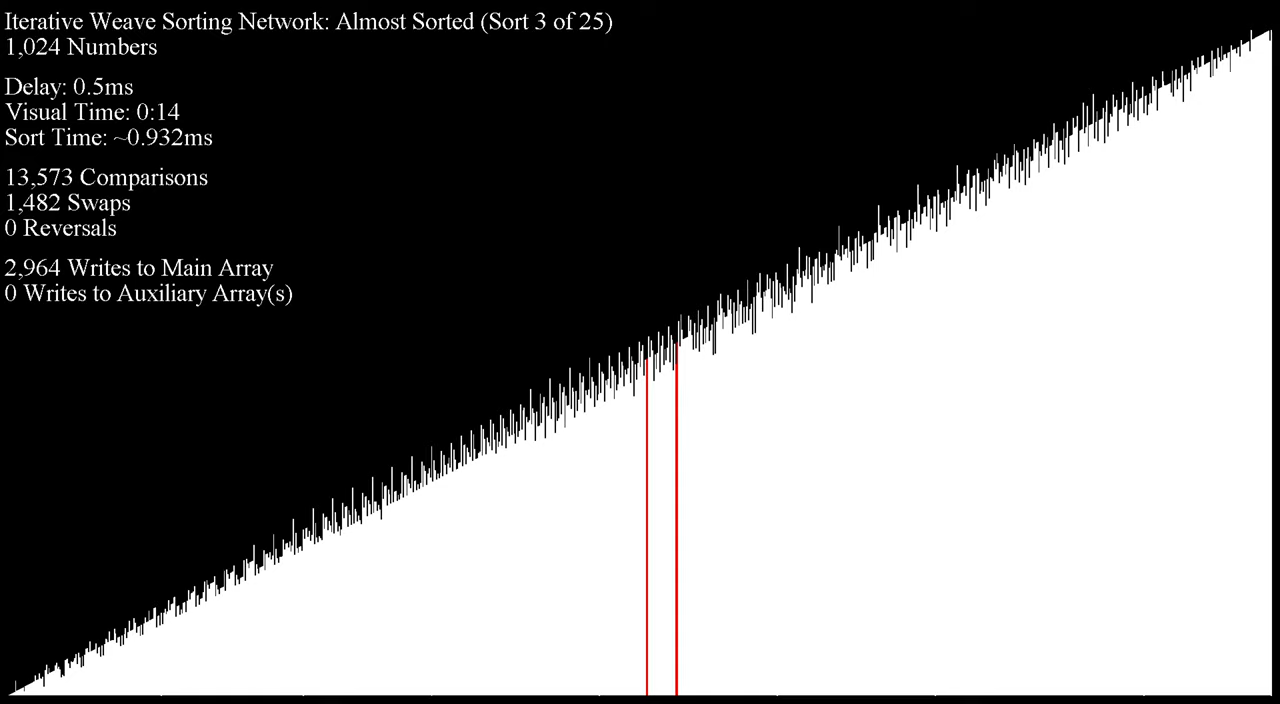 Iterative Weave Sorting Network: Almost Sorted (Sort 3 of 25)
1,024 Numbers
Delay: 0.5ms
Visual Time: 0:14
Sort Time: ~0.932ms
13,573 Comparisons
1,482 Swaps
0 Reversals
2,964 Writes to Main Array
0 Writes to Auxiliary Array(s)